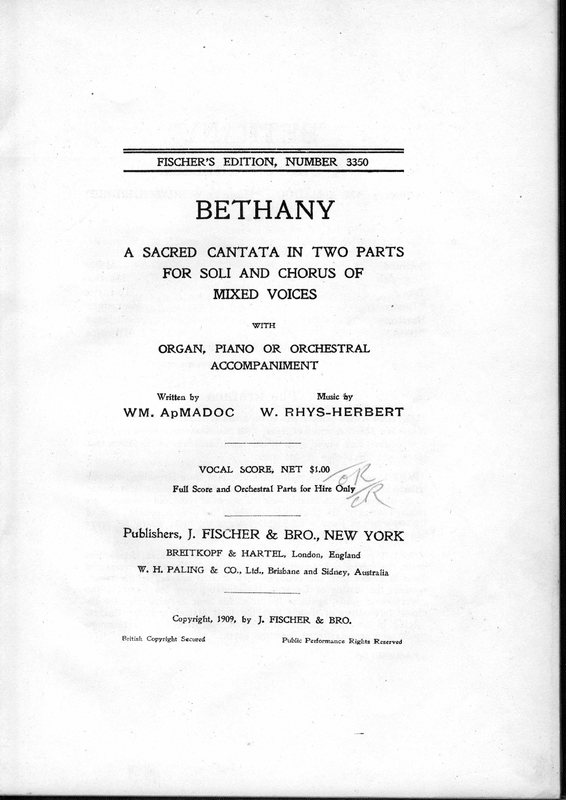 FISCHER'S EDITION, NUMBER 3350
BETHANY
A SACRED CANTATA IN TWO PARTS
FOR SOLI AND CHORUS OF
MIXED VOICES
WITH
ORGAN, PIANO OR ORCHESTRAL
ACCOMPANIMENT
Written by Music by
WM. ApMADOC W. RHYS-HERBERT
VOCAL SCORE, NET $1.00
Full Score and Orchestral Parts for Hire Only
Publishers, J. FISCHER & BRO., NEW YORK
BREITKOPF & HARTEL, London, England
W. H. PALING & CO., Ltd., Brisbane and Sidney, Australia
Copyright, 1909, by J. FISCHER & BRO.
British Copyright Secured Public Performance Rights Reserved